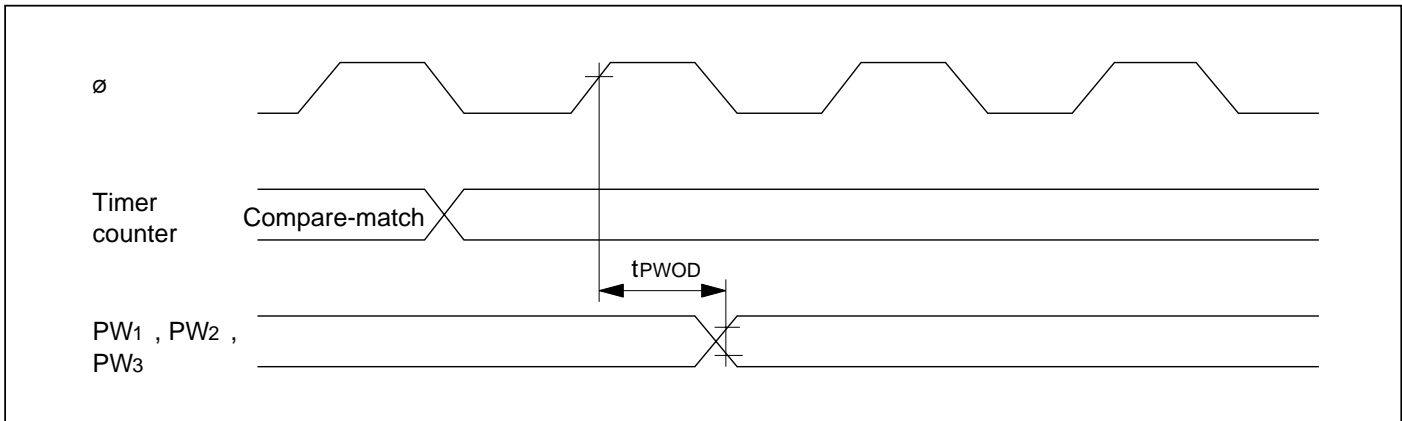 ø
Timer
counter
Compare-match
tPWOD
PW1 , PW2 ,
PW3